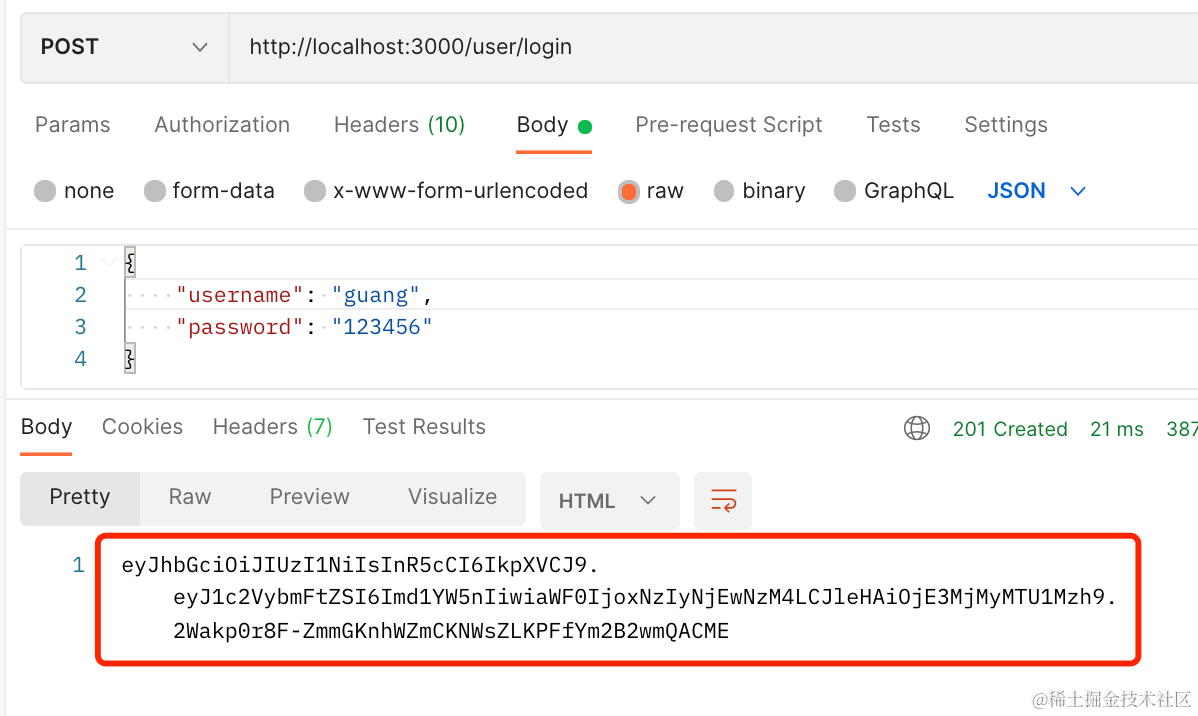 POST http://localhost:3000/user/login
Params Authorization Headers (10) Body Pre-request Script Tests Settings
none form-data x-www-form-urlencoded raw binary GraphQL JSON
1 {
2 "username": "guang",
3 "password": "123456"
4 }
Body Cookies Headers (7) Test Results 201 Created 21 ms 387
Pretty Raw Preview Visualize HTML
1 eyJhbGciOiJIUzI1NiIsInR5cCI6IkpXVCJ9.
eyJ1c2VybmFtZSI6Imd1YW5nIiwiaWF0IjoxNzIyNjEwNzM4LCJleHAiOjE3MjMyMTU1Mzh9.
2Wakp0r8F-ZmmGKnhWZmCKNWsZLKPFfYm2B2wmQACME
@稀土掘金技术社区